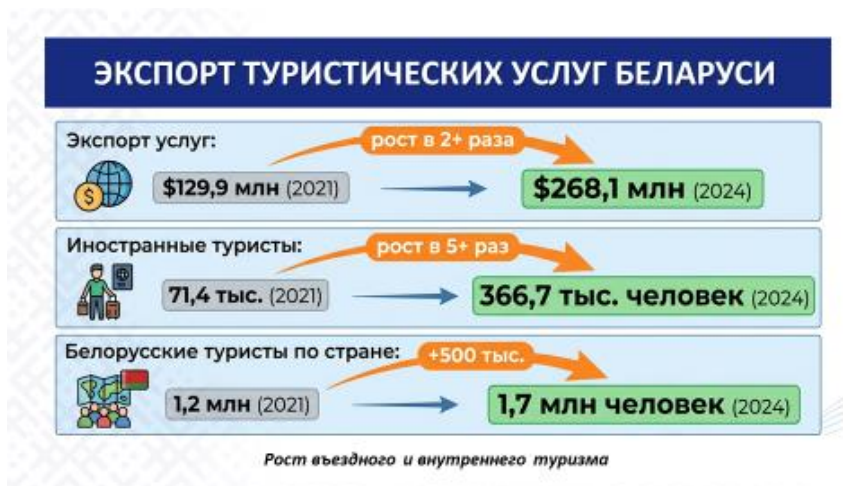 ЭКСПОРТ ТУРИСТИЧЕСКИХ УСЛУГ БЕЛАРУСИ
Экспорт услуг:
рост в 2+ раза
$
$129,9 млн (2021)
$268,1 млн (2024)
Иностранные туристы:
рост в 5+ раз
71,4 тыс. (2021)
366,7 тыс. человек (2024)
Белорусские туристы по стране:
+500 тыс.
1,2 млн (2021)
1,7 млн человек (2024)
Рост въездного и внутреннего туризма